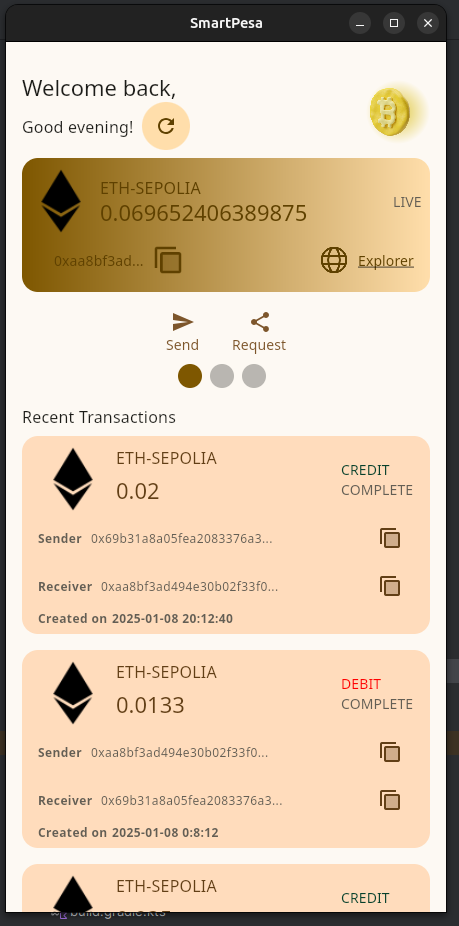 SmartPesa
Welcome back,
Good evening!
ETH-SEPOLIA
0.069652406389875
LIVE
0xaa8bf3ad...
Explorer
Send
Request
Recent Transactions
ETH-SEPOLIA
0.02
CREDIT
COMPLETE
Sender 0x69b31a8a05fea2083376a3...
Receiver 0xaa8bf3ad494e30b02f33f0...
Created on 2025-01-08 20:12:40
ETH-SEPOLIA
0.0133
DEBIT
COMPLETE
Sender 0xaa8bf3ad494e30b02f33f0...
Receiver 0x69b31a8a05fea2083376a3...
Created on 2025-01-08 0:8:12
ETH-SEPOLIA
CREDIT
build.gradle.kts